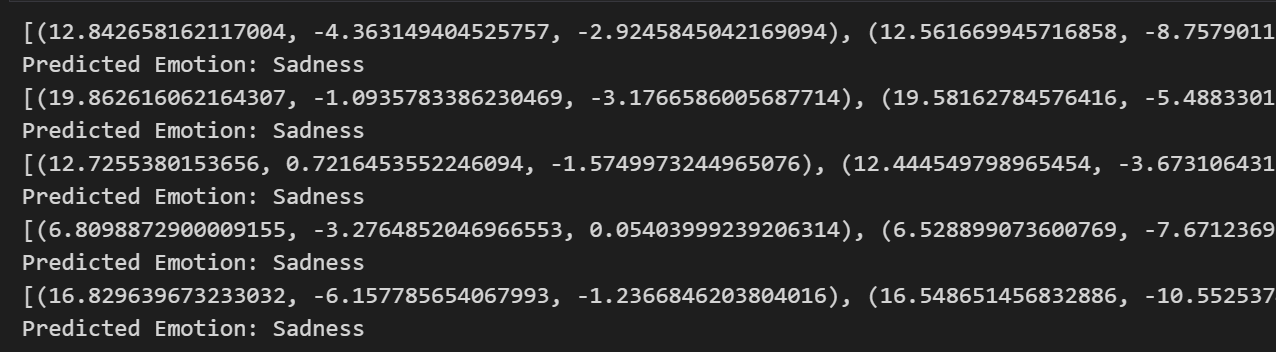 [(12.842658162117004, -4.363149404525757, -2.9245845042169094), (12.561669945716858, -8.7579011
Predicted Emotion: Sadness
[(19.862616062164307, -1.0935783386230469, -3.1766586005687714), (19.58162784576416, -5.4883301
Predicted Emotion: Sadness
[(12.7255380153656, 0.7216453552246094, -1.5749973244965076), (12.444549798965454, -3.673106431
Predicted Emotion: Sadness
[(6.8098872900009155, -3.2764852046966553, 0.05403999239206314), (6.528899073600769, -7.6712369
Predicted Emotion: Sadness
[(16.829639673233032, -6.157785654067993, -1.2366846203804016), (16.548651456832886, -10.552537
Predicted Emotion: Sadness